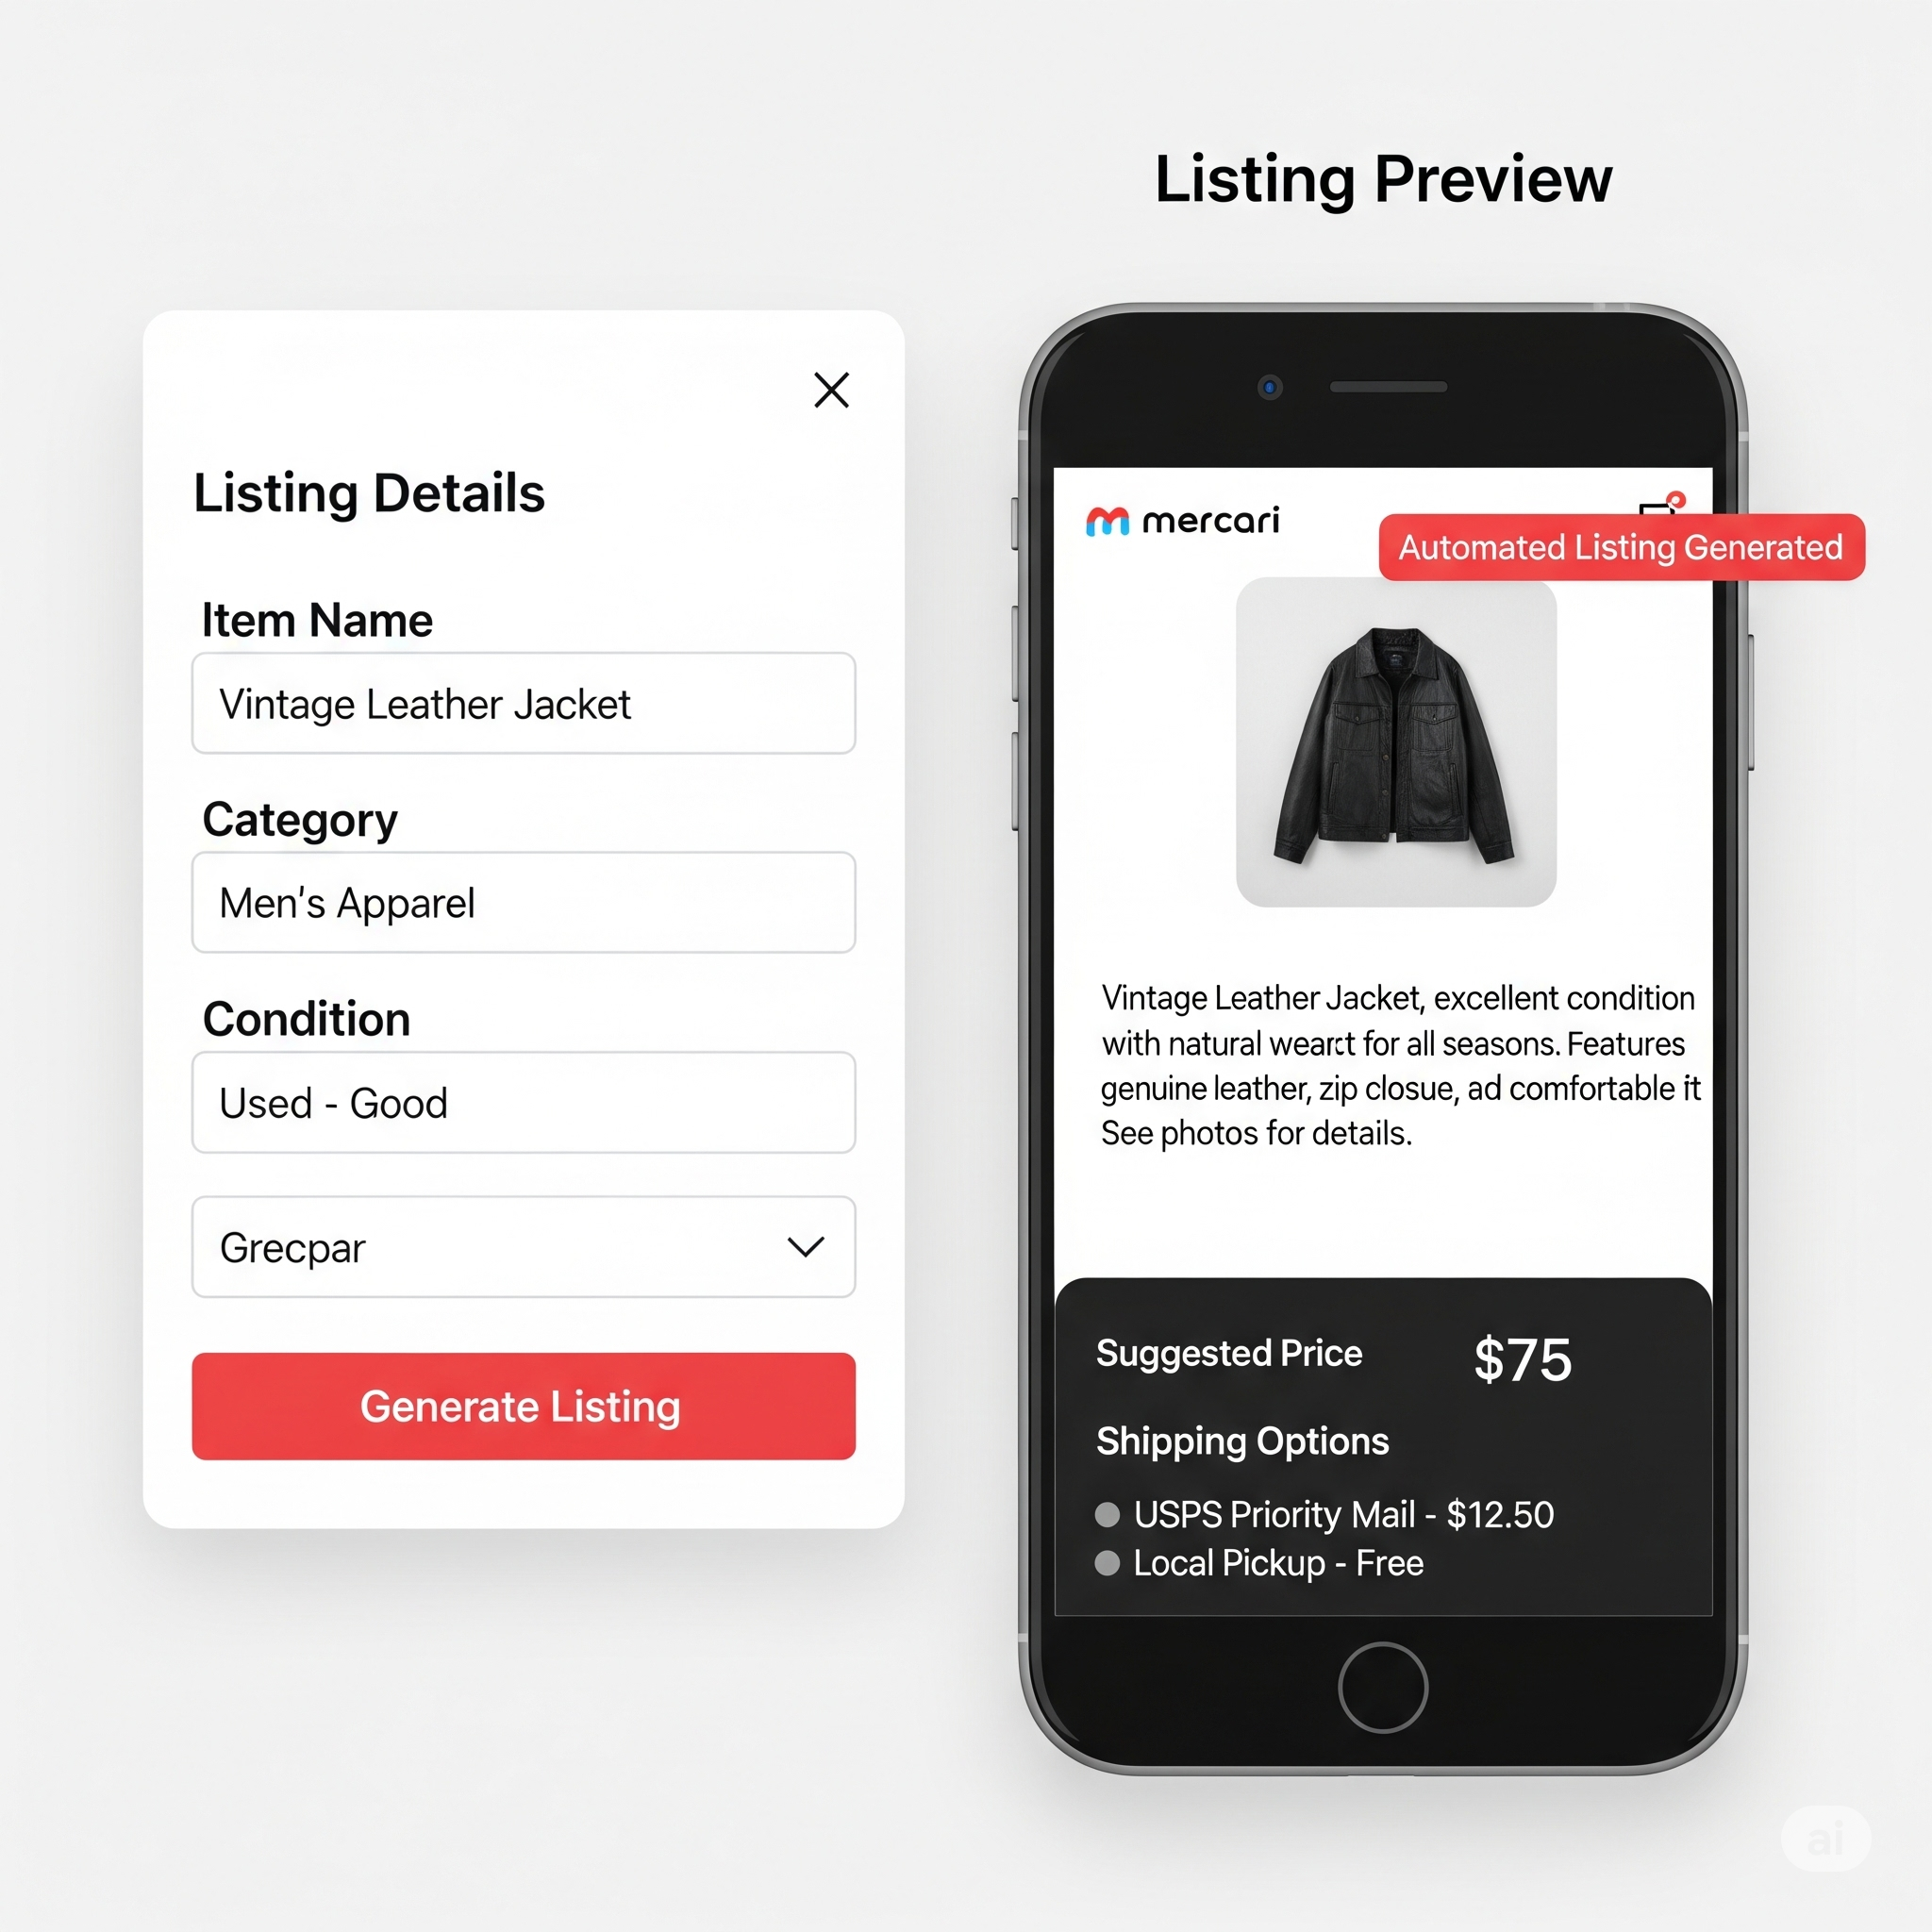 Listing Preview
Listing Details
Item Name
Vintage Leather Jacket
Category
Men's Apparel
Condition
Used - Good
Grecpar
Generate Listing
mercari
Automated Listing Generated
Vintage Leather Jacket, excellent condition
with natural wearct for all seasons. Features
genuine leather, zip closue, ad comfortable it
See photos for details.
Suggested Price
$75
Shipping Options
USPS Priority Mail - $12.50
Local Pickup - Free
ai